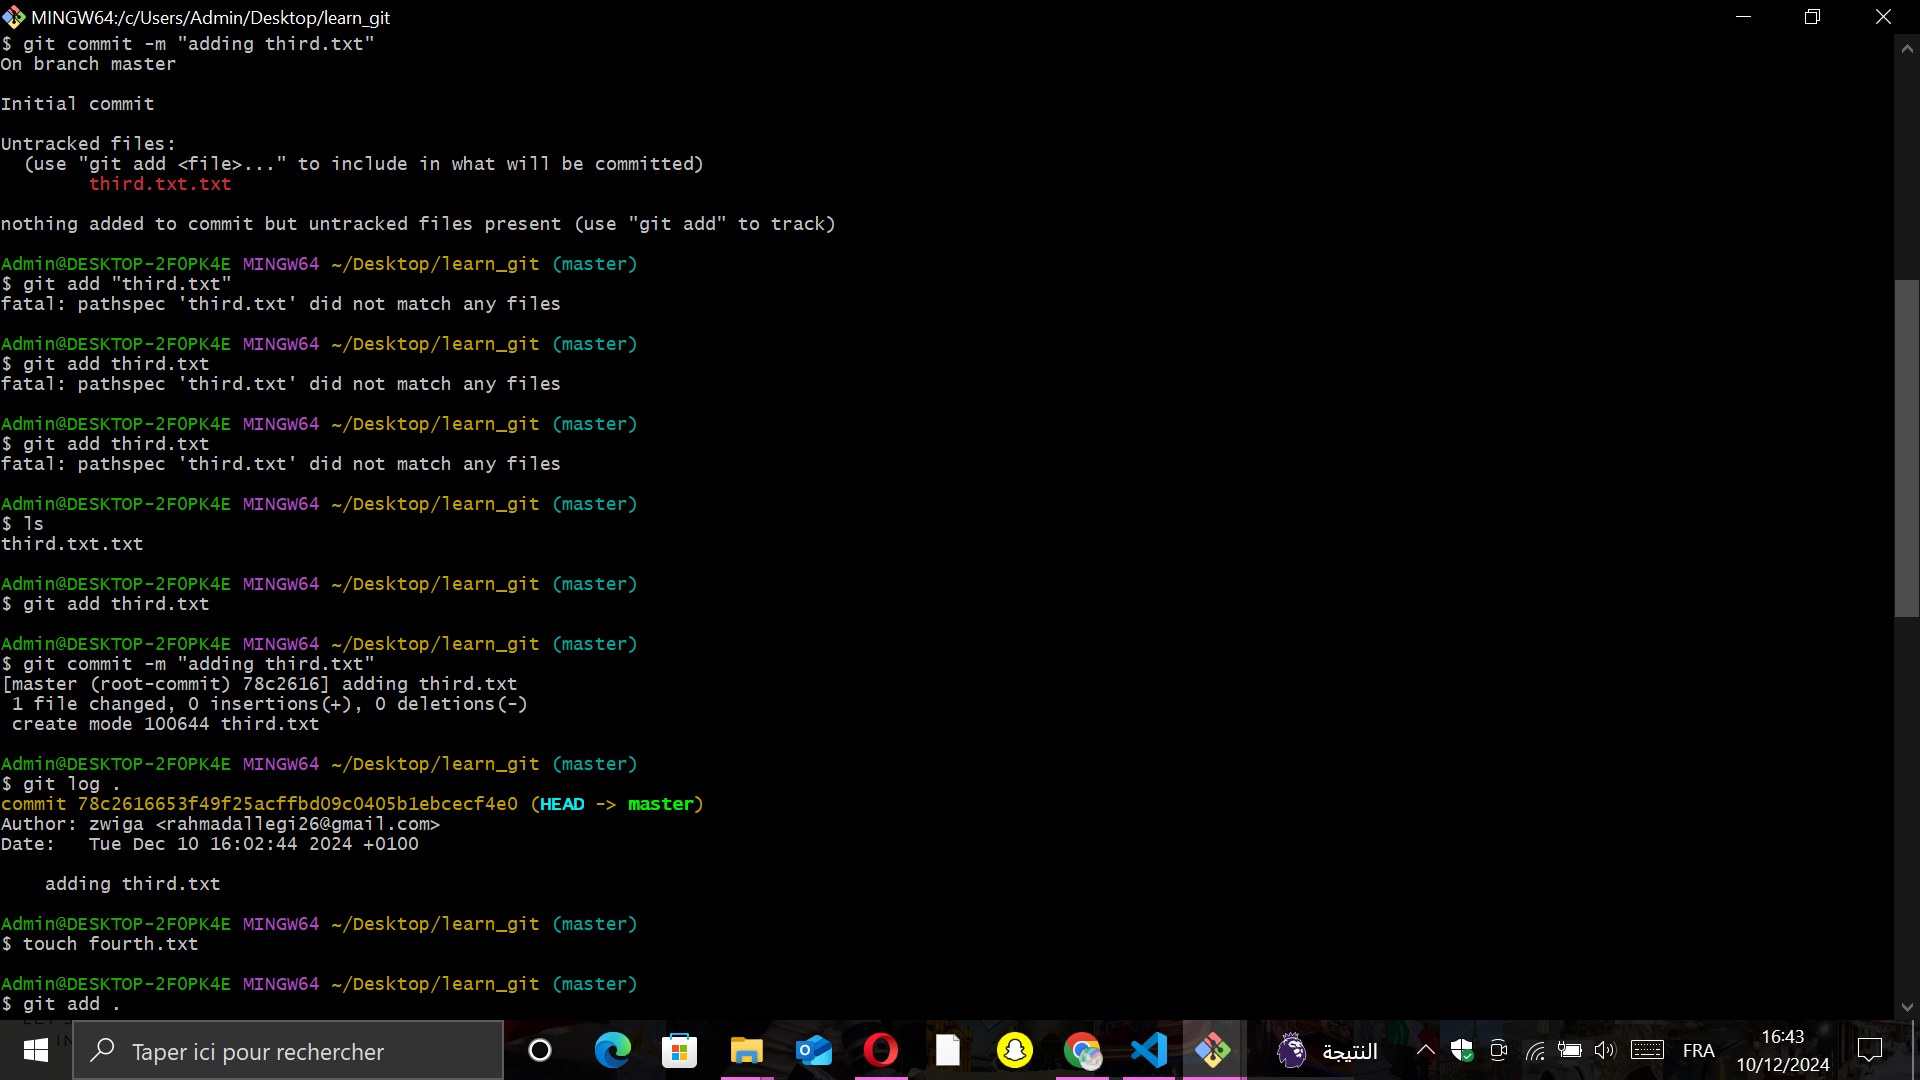 MINGW64:/c/Users/Admin/Desktop/learn_git
$ git commit -m "adding third.txt"
On branch master
Initial commit
Untracked files:
(use "git add <file>..." to include in what will be committed)
third.txt.txt
nothing added to commit but untracked files present (use "git add" to track)
Admin@DESKTOP-2F0PK4E MINGW64 ~/Desktop/learn_git (master)
$ git add "third.txt"
fatal: pathspec 'third.txt' did not match any files
Admin@DESKTOP-2F0PK4E MINGW64 ~/Desktop/learn_git (master)
$ git add third.txt
fatal: pathspec 'third.txt' did not match any files
Admin@DESKTOP-2F0PK4E MINGW64 ~/Desktop/learn_git (master)
$ git add third.txt
fatal: pathspec 'third.txt' did not match any files
Admin@DESKTOP-2F0PK4E MINGW64 ~/Desktop/learn_git (master)
$ ls
third.txt.txt
Admin@DESKTOP-2F0PK4E MINGW64 ~/Desktop/learn_git (master)
$ git add third.txt
Admin@DESKTOP-2F0PK4E MINGW64 ~/Desktop/learn_git (master)
$ git commit -m "adding third.txt"
[master (root-commit) 78c2616] adding third.txt
1 file changed, 0 insertions(+), 0 deletions(-)
create mode 100644 third.txt
Admin@DESKTOP-2F0PK4E MINGW64 ~/Desktop/learn_git (master)
$ git log .
commit 78c2616653f49f25acffbd09c0405b1ebcecf4e0 (HEAD -> master)
Author: zwiga <rahmadallegi26@gmail.com>
Date: Tue Dec 10 16:02:44 2024 +0100
adding third.txt
Admin@DESKTOP-2F0PK4E MINGW64 ~/Desktop/learn_git (master)
$ touch fourth.txt
Admin@DESKTOP-2F0PK4E MINGW64 ~/Desktop/learn_git (master)
$ git add .
Taper ici pour rechercher
النتيجة
FRA
16:43
10/12/2024